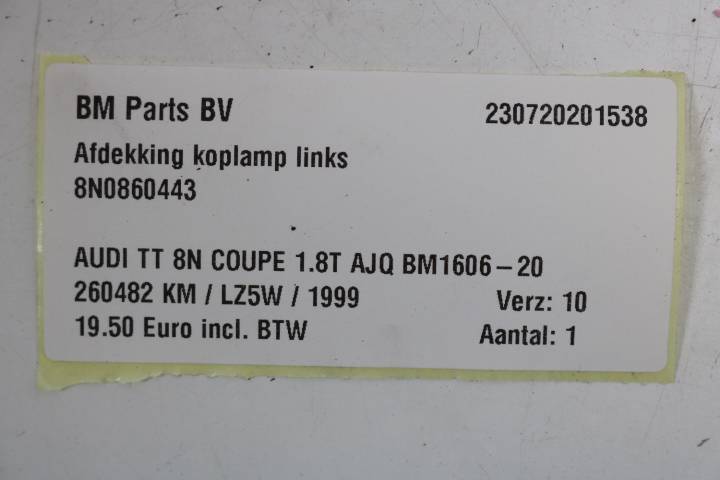 BM Parts BV 230720201538
Afdekking koplamp links
8N0860443
AUDI TT 8N COUPE 1.8T AJQ BM1606-20
260482 KM / LZ5W / 1999 Verz: 10
19.50 Euro incl. BTW Aantal: 1